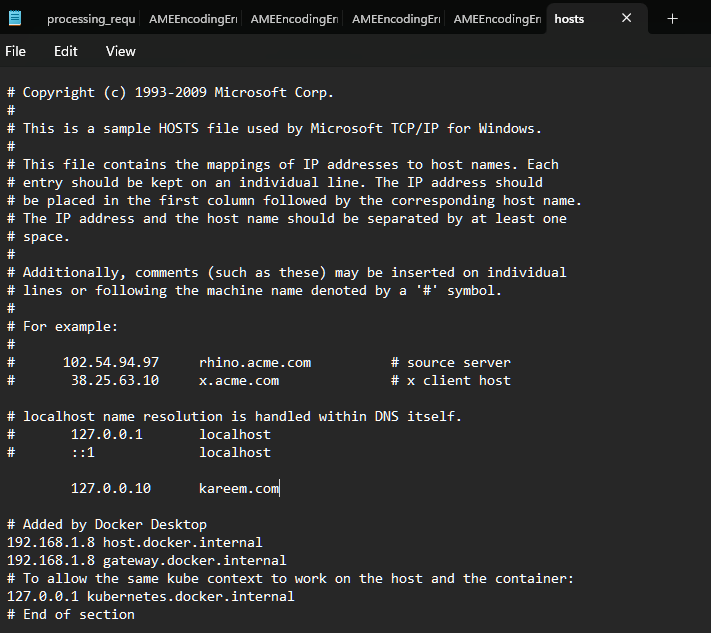 processing_requ AMEEncodingErr AMEEncodingErr AMEEncodingErr AMEEncodingErr hosts
File Edit View
# Copyright (c) 1993-2009 Microsoft Corp.
#
# This is a sample HOSTS file used by Microsoft TCP/IP for Windows.
#
# This file contains the mappings of IP addresses to host names. Each
# entry should be kept on an individual line. The IP address should
# be placed in the first column followed by the corresponding host name.
# The IP address and the host name should be separated by at least one
# space.
#
# Additionally, comments (such as these) may be inserted on individual
# lines or following the machine name denoted by a '#' symbol.
#
# For example:
#
#      102.54.94.97     rhino.acme.com          # source server
#       38.25.63.10     x.acme.com              # x client host

# localhost name resolution is handled within DNS itself.
#       127.0.0.1       localhost
#       ::1             localhost

        127.0.0.10      kareem.com

# Added by Docker Desktop
192.168.1.8 host.docker.internal
192.168.1.8 gateway.docker.internal
# To allow the same kube context to work on the host and the container:
127.0.0.1 kubernetes.docker.internal
# End of section